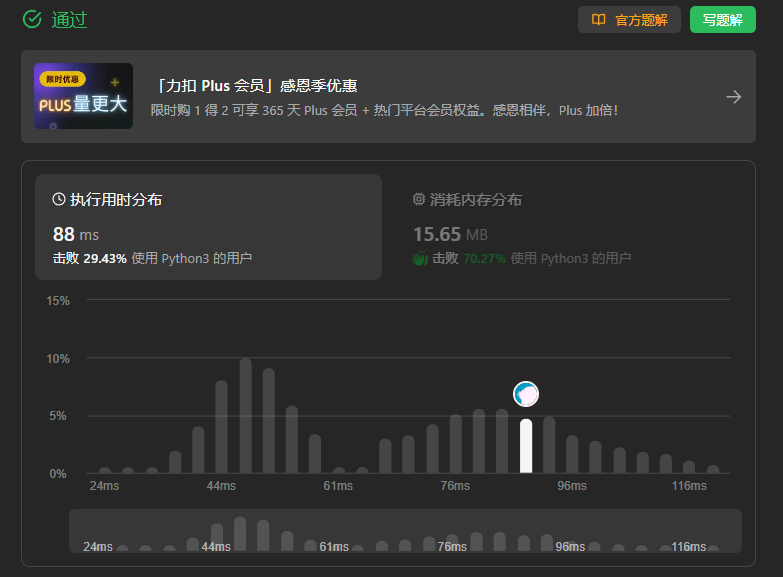 通过
官方题解
写题解
限时优惠
PLUS量更大
「力扣 Plus 会员」感恩季优惠
限时购 1 得 2 可享 365 天 Plus 会员 + 热门平台会员权益。感恩相伴，Plus 加倍！
执行用时分布
88 ms
击败 29.43% 使用 Python3 的用户
消耗内存分布
15.65 MB
击败 70.27% 使用 Python3 的用户
15%
10%
5%
0%
24ms 44ms 61ms 76ms 96ms 116ms
24ms 44ms 61ms 76ms 96ms 116ms